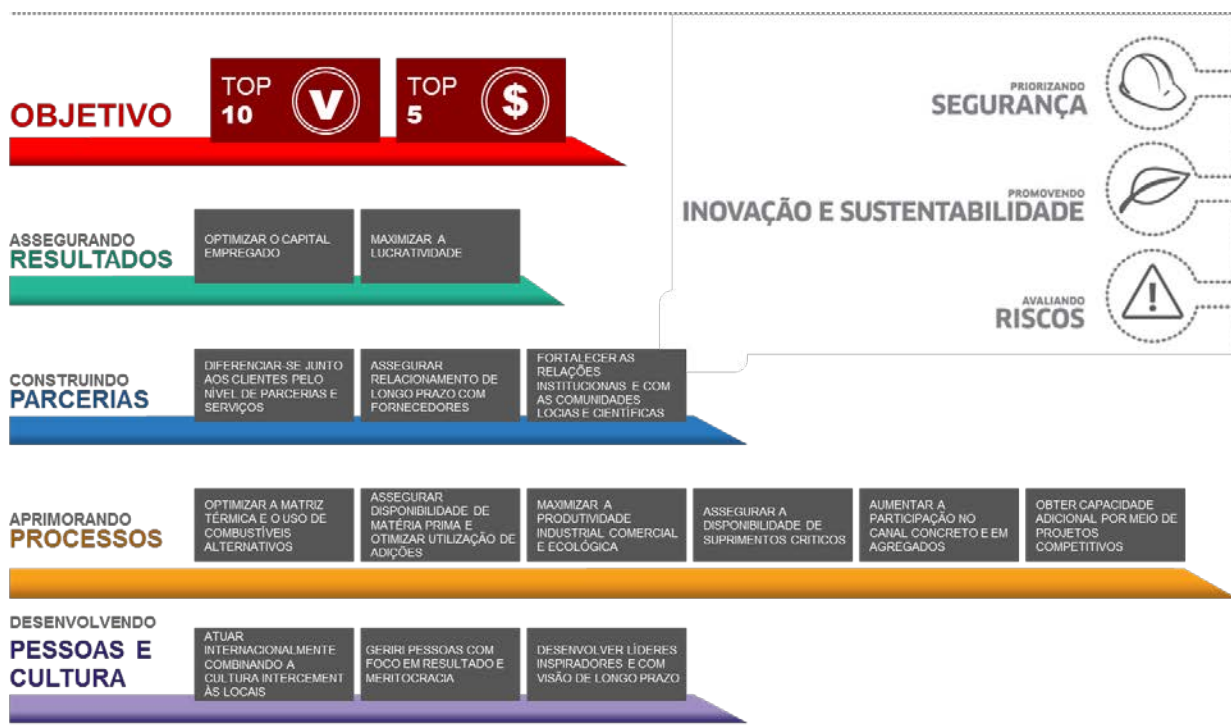 OBJETIVO
TOP
10
V
TOP
5
$
PRIORIZANDO
SEGURANÇA
PROMOVENDO
INOVAÇÃO E SUSTENTABILIDADE
AVALIANDO
RISCOS
ASSEGURANDO
RESULTADOS
OPTIMIZAR O CAPITAL
EMPREGADO
MAXIMIZAR A
LUCRATIVIDADE
CONSTRUINDO
PARCERIAS
DIFERENCIAR-SE JUNTO
AOS CLIENTES PELO
NÍVEL DE PARCERIAS E
SERVIÇOS
ASSEGURAR
RELACIONAMENTO DE
LONGO PRAZO COM
FORNECEDORES
FORTALECER AS
RELAÇÕES
INSTITUCIONAIS E COM
AS COMUNIDADES
LOCIAS E CIENTÍFICAS
APRIMORANDO
PROCESSOS
OPTIMIZAR A MATRIZ
TÉRMICA E O USO DE
COMBUSTÍVEIS
ALTERNATIVOS
ASSEGURAR
DISPONIBILIDADE DE
MATÉRIA PRIMA E
OTIMIZAR UTILIZAÇÃO DE
ADIÇÕES
MAXIMIZAR A
PRODUTIVIDADE
INDUSTRIAL COMERCIAL
E ECOLÓGICA
ASSEGURAR A
DISPONIBILIDADE DE
SUPRIMENTOS CRITICOS
AUMENTAR A
PARTICIPAÇÃO NO
CANAL CONCRETO E EM
AGREGADOS
OBTER CAPACIDADE
ADICIONAL POR MEIO DE
PROJETOS
COMPETITIVOS
DESENVOLVENDO
PESSOAS E
CULTURA
ATUAR
INTERNACIONALMENTE
COMBINANDO A
CULTURA INTERCEMENT
ÀS LOCAIS
GERIRI PESSOAS COM
FOCO EM RESULTADO E
MERITOCRACIA
DESENVOLVER LÍDERES
INSPIRADORES E COM
VISÃO DE LONGO PRAZO